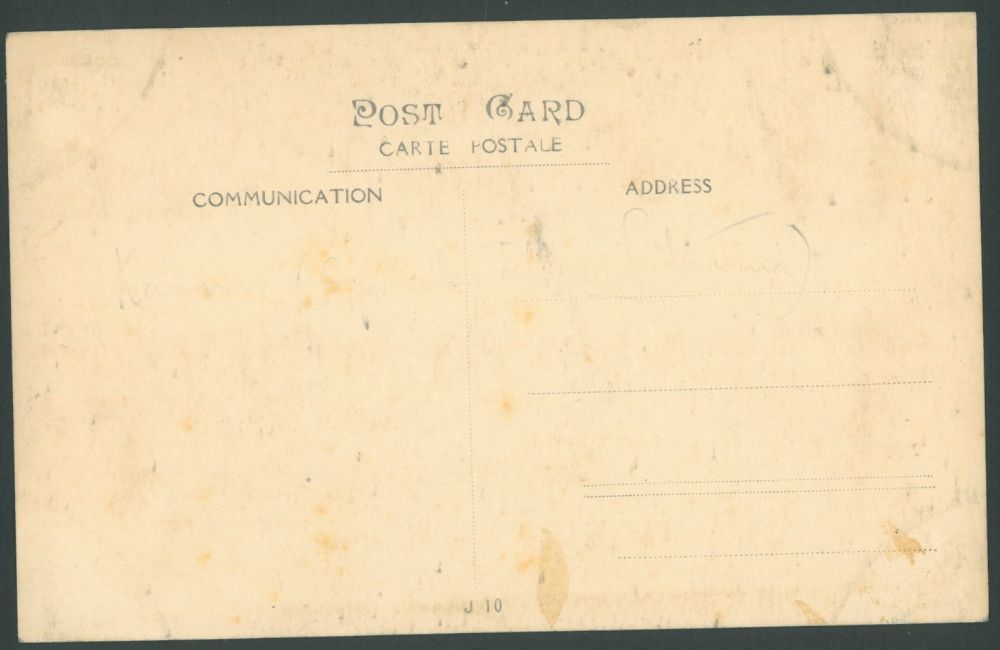 POST CARD
CARTE POSTALE
COMMUNICATION
ADDRESS
J 10